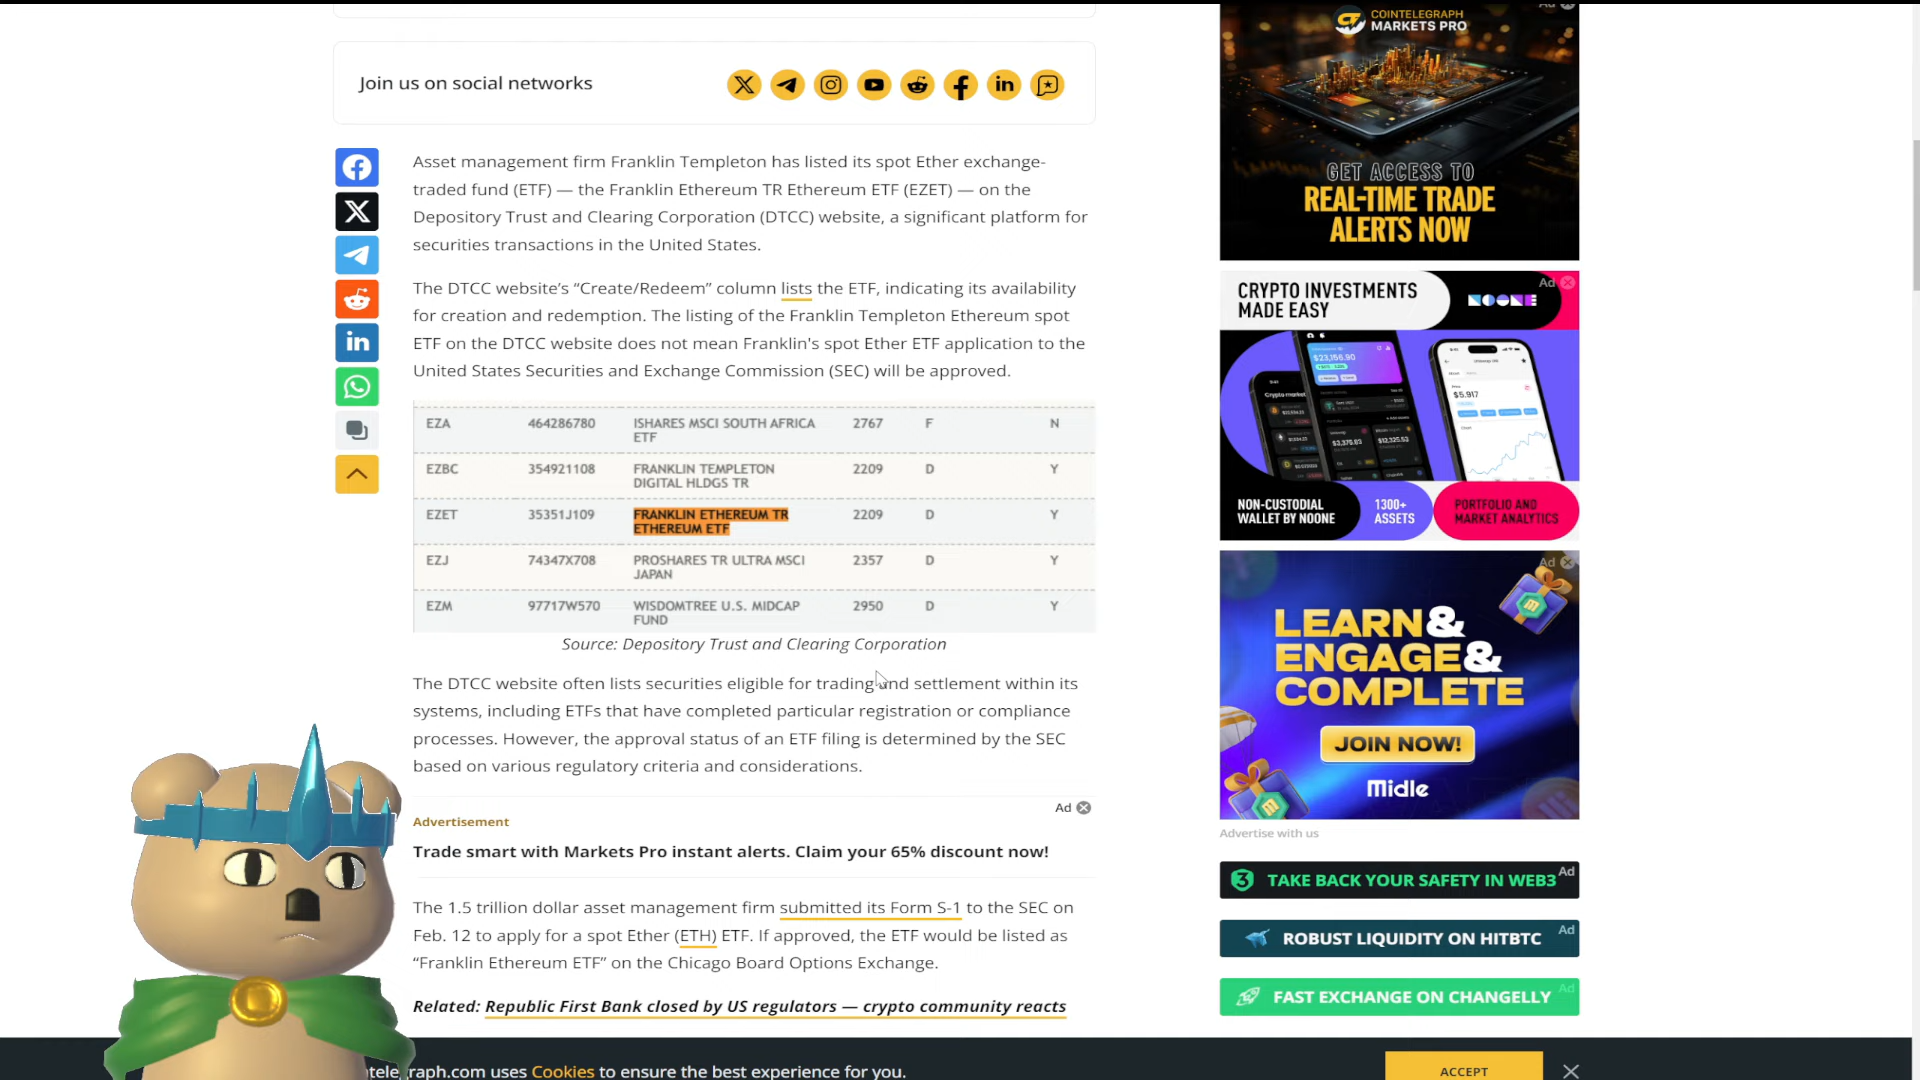 Join us on social networks
Asset management firm Franklin Templeton has listed its spot Ether exchange-
traded fund (ETF) — the Franklin Ethereum TR Ethereum ETF (EZET) — on the
Depository Trust and Clearing Corporation (DTCC) website, a significant platform for
securities transactions in the United States.
The DTCC website’s “Create/Redeem” column lists the ETF, indicating its availability
for creation and redemption. The listing of the Franklin Templeton Ethereum spot
ETF on the DTCC website does not mean Franklin's spot Ether ETF application to the
United States Securities and Exchange Commission (SEC) will be approved.
EZA 464286780 ISHARES MSCI SOUTH AFRICA 2767 F N
ETF
EZBC 354921108 FRANKLIN TEMPLETON 2209 D Y
DIGITAL HLDGS TR
EZET 35351J109 FRANKLIN ETHEREUM TR 2209 D Y
ETHEREUM ETF
EZJ 74347X708 PROSHARES TR ULTRA MSCI 2357 D Y
JAPAN
EZM 97717W570 WISDOMTREE U.S. MIDCAP 2950 D Y
FUND
Source: Depository Trust and Clearing Corporation
The DTCC website often lists securities eligible for trading and settlement within its
systems, including ETFs that have completed particular registration or compliance
processes. However, the approval status of an ETF filing is determined by the SEC
based on various regulatory criteria and considerations.
Ad
Advertisement
Trade smart with Markets Pro instant alerts. Claim your 65% discount now!
The 1.5 trillion dollar asset management firm submitted its Form S-1 to the SEC on
Feb. 12 to apply for a spot Ether (ETH) ETF. If approved, the ETF would be listed as
“Franklin Ethereum ETF” on the Chicago Board Options Exchange.
Related: Republic First Bank closed by US regulators — crypto community reacts
COINTELEGRAPH
MARKETS PRO
GET ACCESS TO
REAL-TIME TRADE
ALERTS NOW
Ad
CRYPTO INVESTMENTS
MADE EASY
NOONE
$23,156.90
$5.917
NON-CUSTODIAL
WALLET BY NOONE
1300+
ASSETS
PORTFOLIO AND
MARKET ANALYTICS
Ad
LEARN&
ENGAGE&
COMPLETE
JOIN NOW!
Midle
Advertise with us
TAKE BACK YOUR SAFETY IN WEB3 Ad
ROBUST LIQUIDITY ON HITBTC Ad
FAST EXCHANGE ON CHANGELLY Ad
telegraph.com uses Cookies to ensure the best experience for you.
ACCEPT